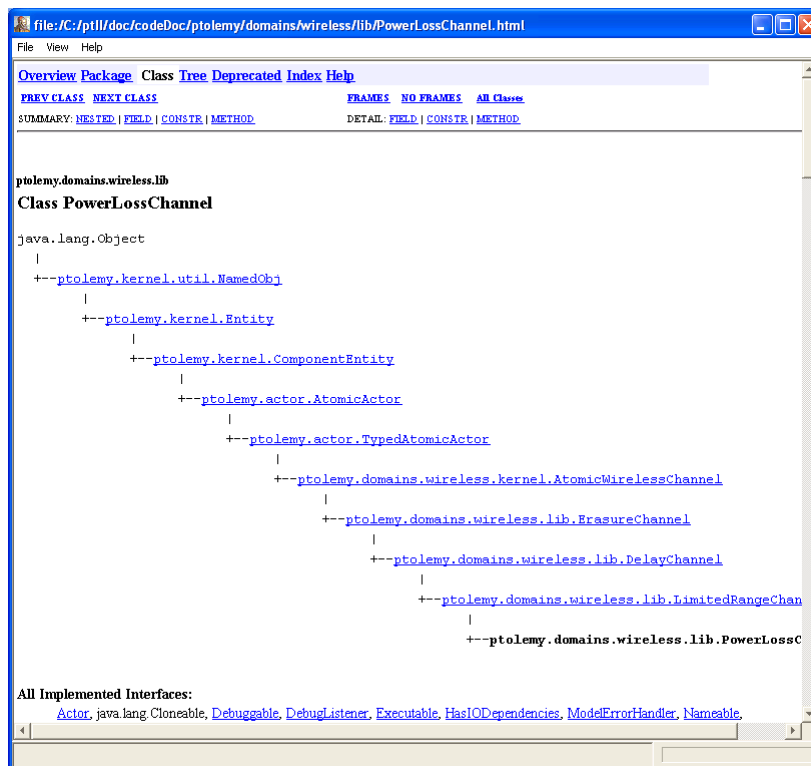 file:/C:/ptII/doc/codeDoc/ptolemy/domains/wireless/lib/PowerLossChannel.html
File View Help
Overview Package Class Tree Deprecated Index Help
PREV CLASS NEXT CLASS FRAMES NO FRAMES All Classes
SUMMARY: NESTED | FIELD | CONSTR | METHOD DETAIL: FIELD | CONSTR | METHOD
ptolemy.domains.wireless.lib
Class PowerLossChannel
java.lang.Object
|
+--ptolemy.kernel.util.NamedObj
|
+--ptolemy.kernel.Entity
|
+--ptolemy.kernel.ComponentEntity
|
+--ptolemy.actor.AtomicActor
|
+--ptolemy.actor.TypedAtomicActor
|
+--ptolemy.domains.wireless.kernel.AtomicWirelessChannel
|
+--ptolemy.domains.wireless.lib.ErasureChannel
|
+--ptolemy.domains.wireless.lib.DelayChannel
|
+--ptolemy.domains.wireless.lib.LimitedRangeChan
|
+--ptolemy.domains.wireless.lib.PowerLossC
All Implemented Interfaces:
Actor, java.lang.Cloneable, Debuggable, DebugListener, Executable, HasIODependencies, ModelErrorHandler, Nameable,